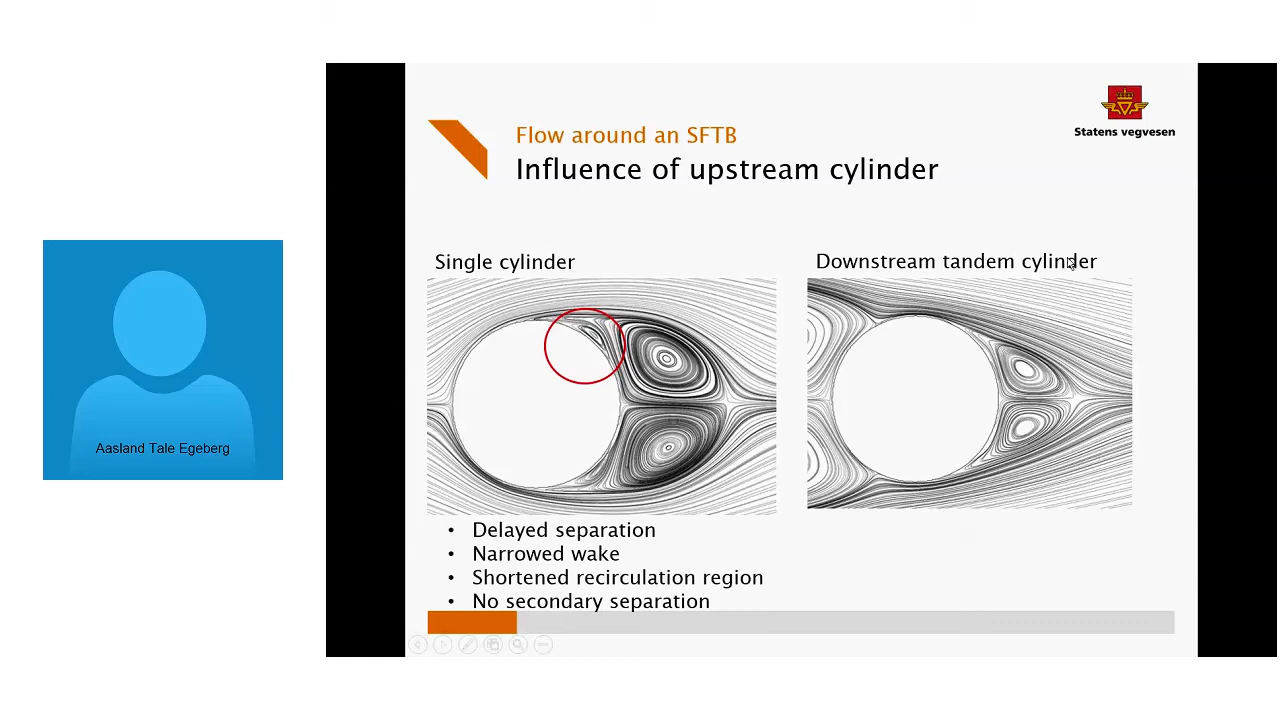 Statens vegvesen
Flow around an SFTB
Influence of upstream cylinder
Single cylinder
Downstream tandem cylinder
Aasland Tale Egeberg
• Delayed separation
• Narrowed wake
• Shortened recirculation region
• No secondary separation